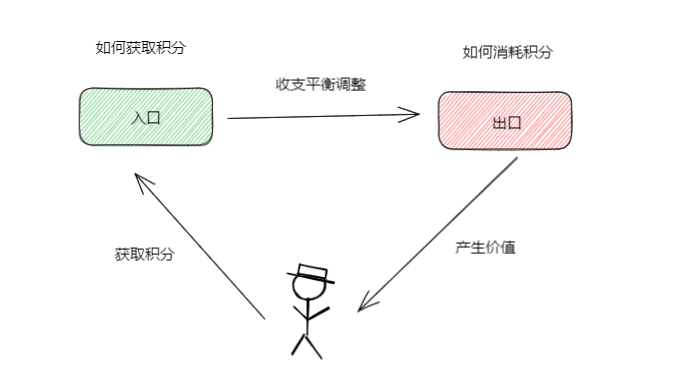 如何获取积分
如何消耗积分
收支平衡调整
入口
出口
获取积分
产生价值